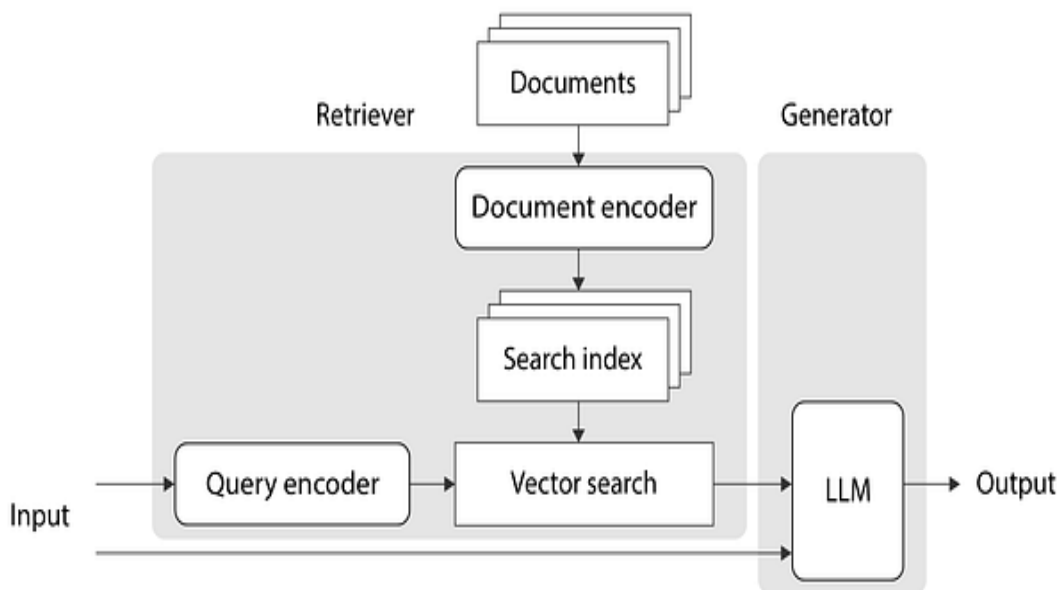 Documents
Retriever
Generator
Document encoder
Search index
Query encoder
Vector search
LLM
Output
Input